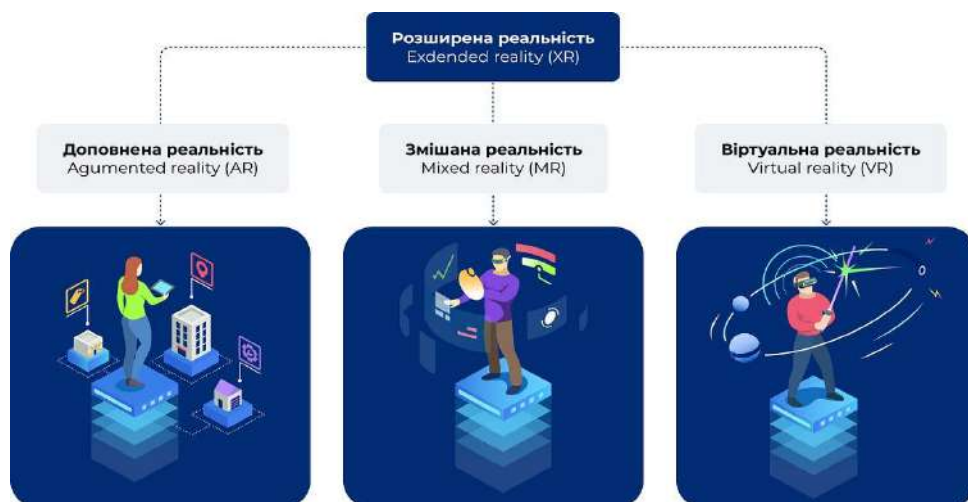 Розширена реальність
Exdended reality (XR)
Доповнена реальність
Agumented reality (AR)
Змішана реальність
Mixed reality (MR)
Віртуальна реальність
Virtual reality (VR)